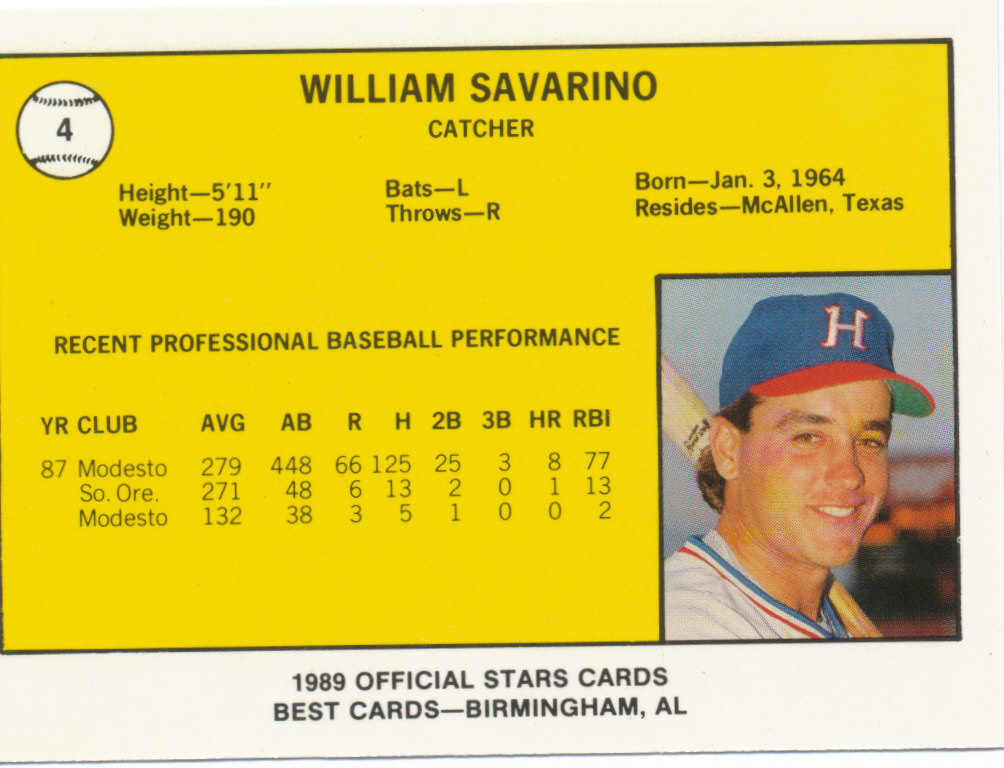 4
WILLIAM SAVARINO
CATCHER
Height—5'11"
Weight—190
Bats—L
Throws—R
Born—Jan. 3, 1964
Resides—McAllen, Texas
RECENT PROFESSIONAL BASEBALL PERFORMANCE
YR CLUB AVG AB R H 2B 3B HR RBI
87 Modesto 279 448 66 125 25 3 8 77
So. Ore. 271 48 6 13 2 0 1 13
Modesto 132 38 3 5 1 0 0 2
H
1989 OFFICIAL STARS CARDS
BEST CARDS—BIRMINGHAM, AL